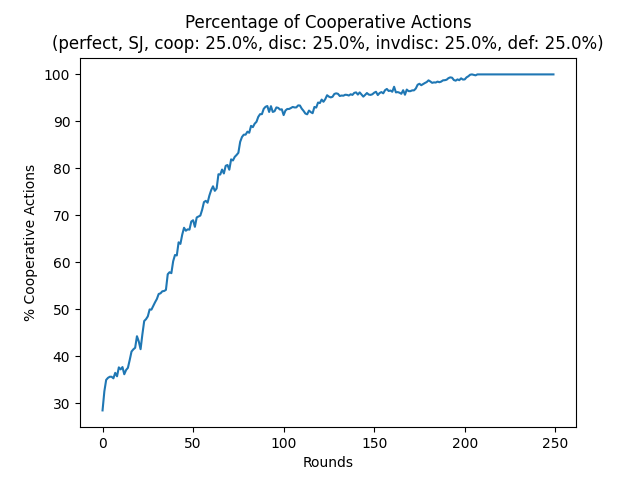 Percentage of Cooperative Actions
(perfect, SJ, coop: 25.0%, disc: 25.0%, invdisc: 25.0%, def: 25.0%)
100
90
80
70
60
50
40
30
% Cooperative Actions
0 50 100 150 200 250
Rounds